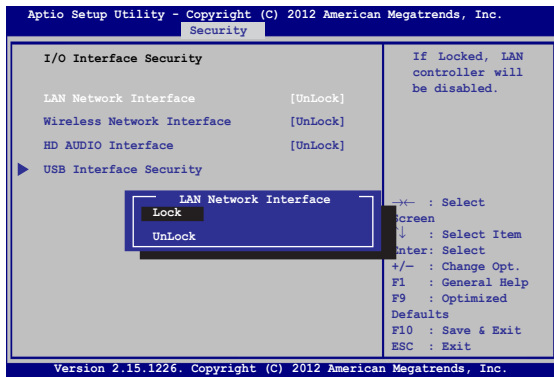 Aptio Setup Utility - Copyright (C) 2012 American Megatrends, Inc.
Security
I/O Interface Security
LAN Network Interface [UnLock]
Wireless Network Interface [UnLock]
HD AUDIO Interface [UnLock]
USB Interface Security
If Locked, LAN
controller will
be disabled.
LAN Network Interface
Lock
UnLock
→← : Select
Screen
↑↓ : Select Item
Enter: Select
+/— : Change Opt.
F1 : General Help
F9 : Optimized
Defaults
F10 : Save & Exit
ESC : Exit
Version 2.15.1226. Copyright (C) 2012 American Megatrends, Inc.